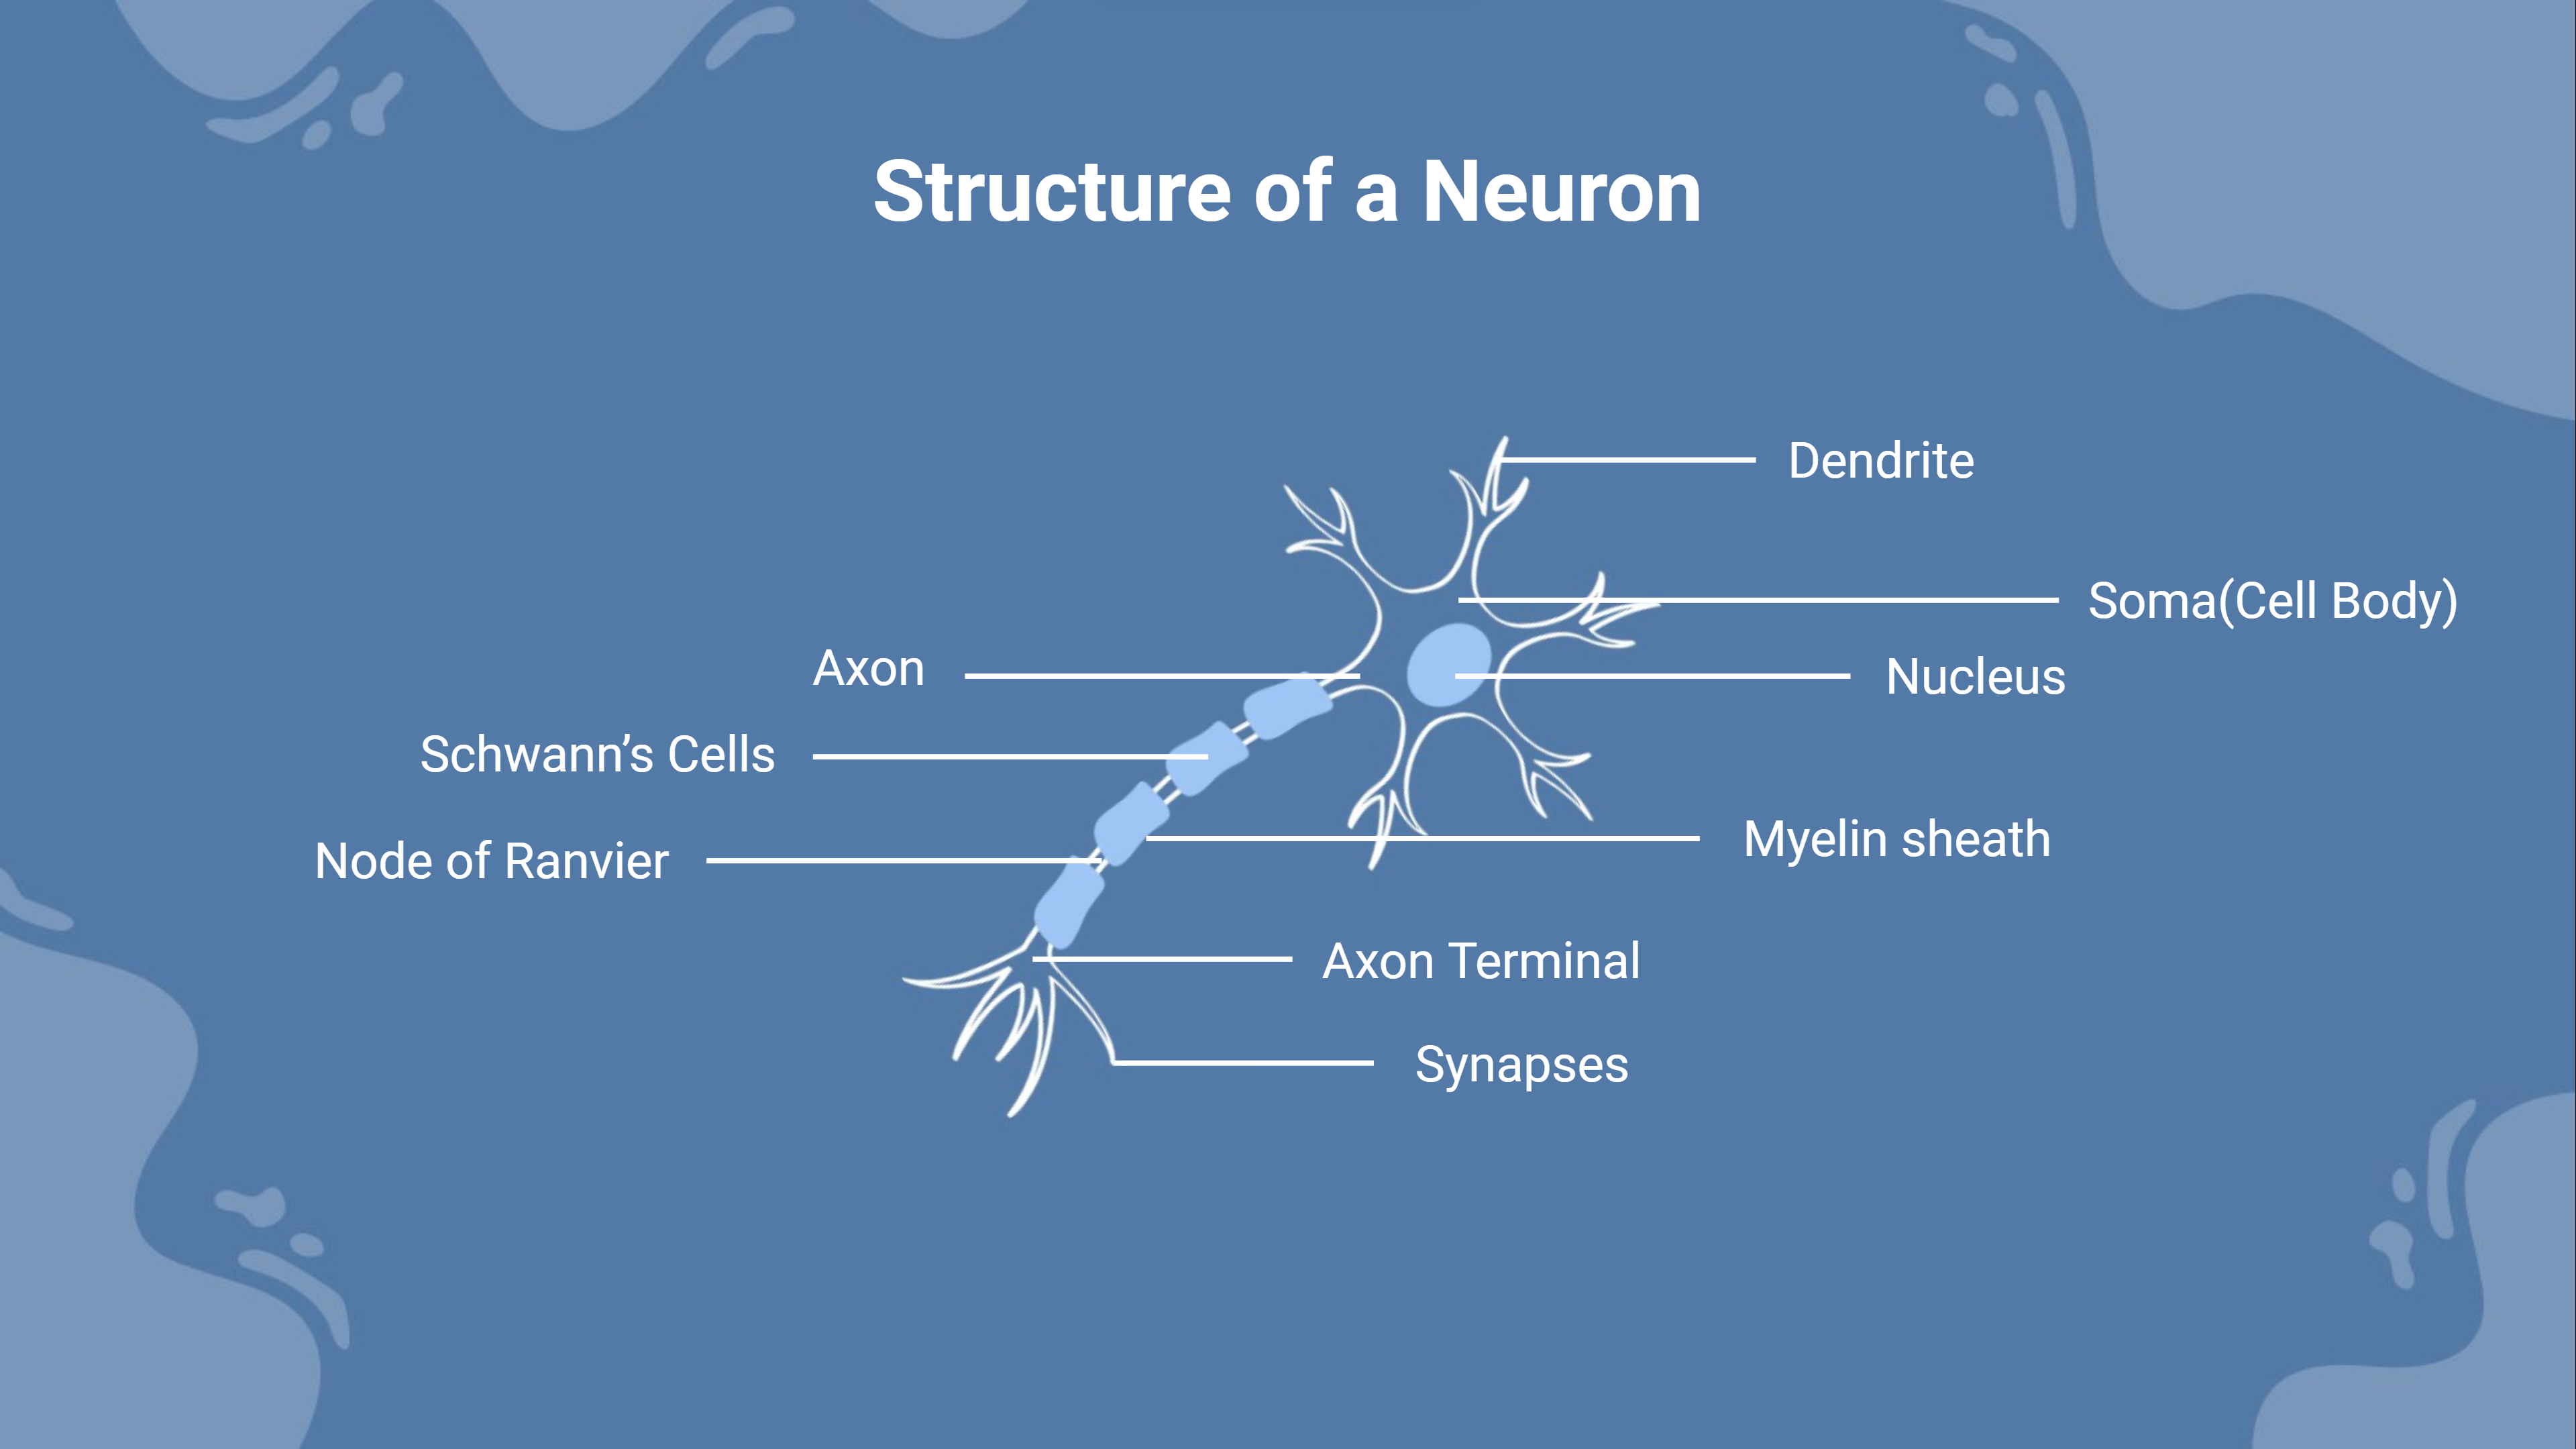 Structure of a Neuron
Dendrite
Soma(Cell Body)
Axon
Nucleus
Schwann’s Cells
Myelin sheath
Node of Ranvier
Axon Terminal
Synapses